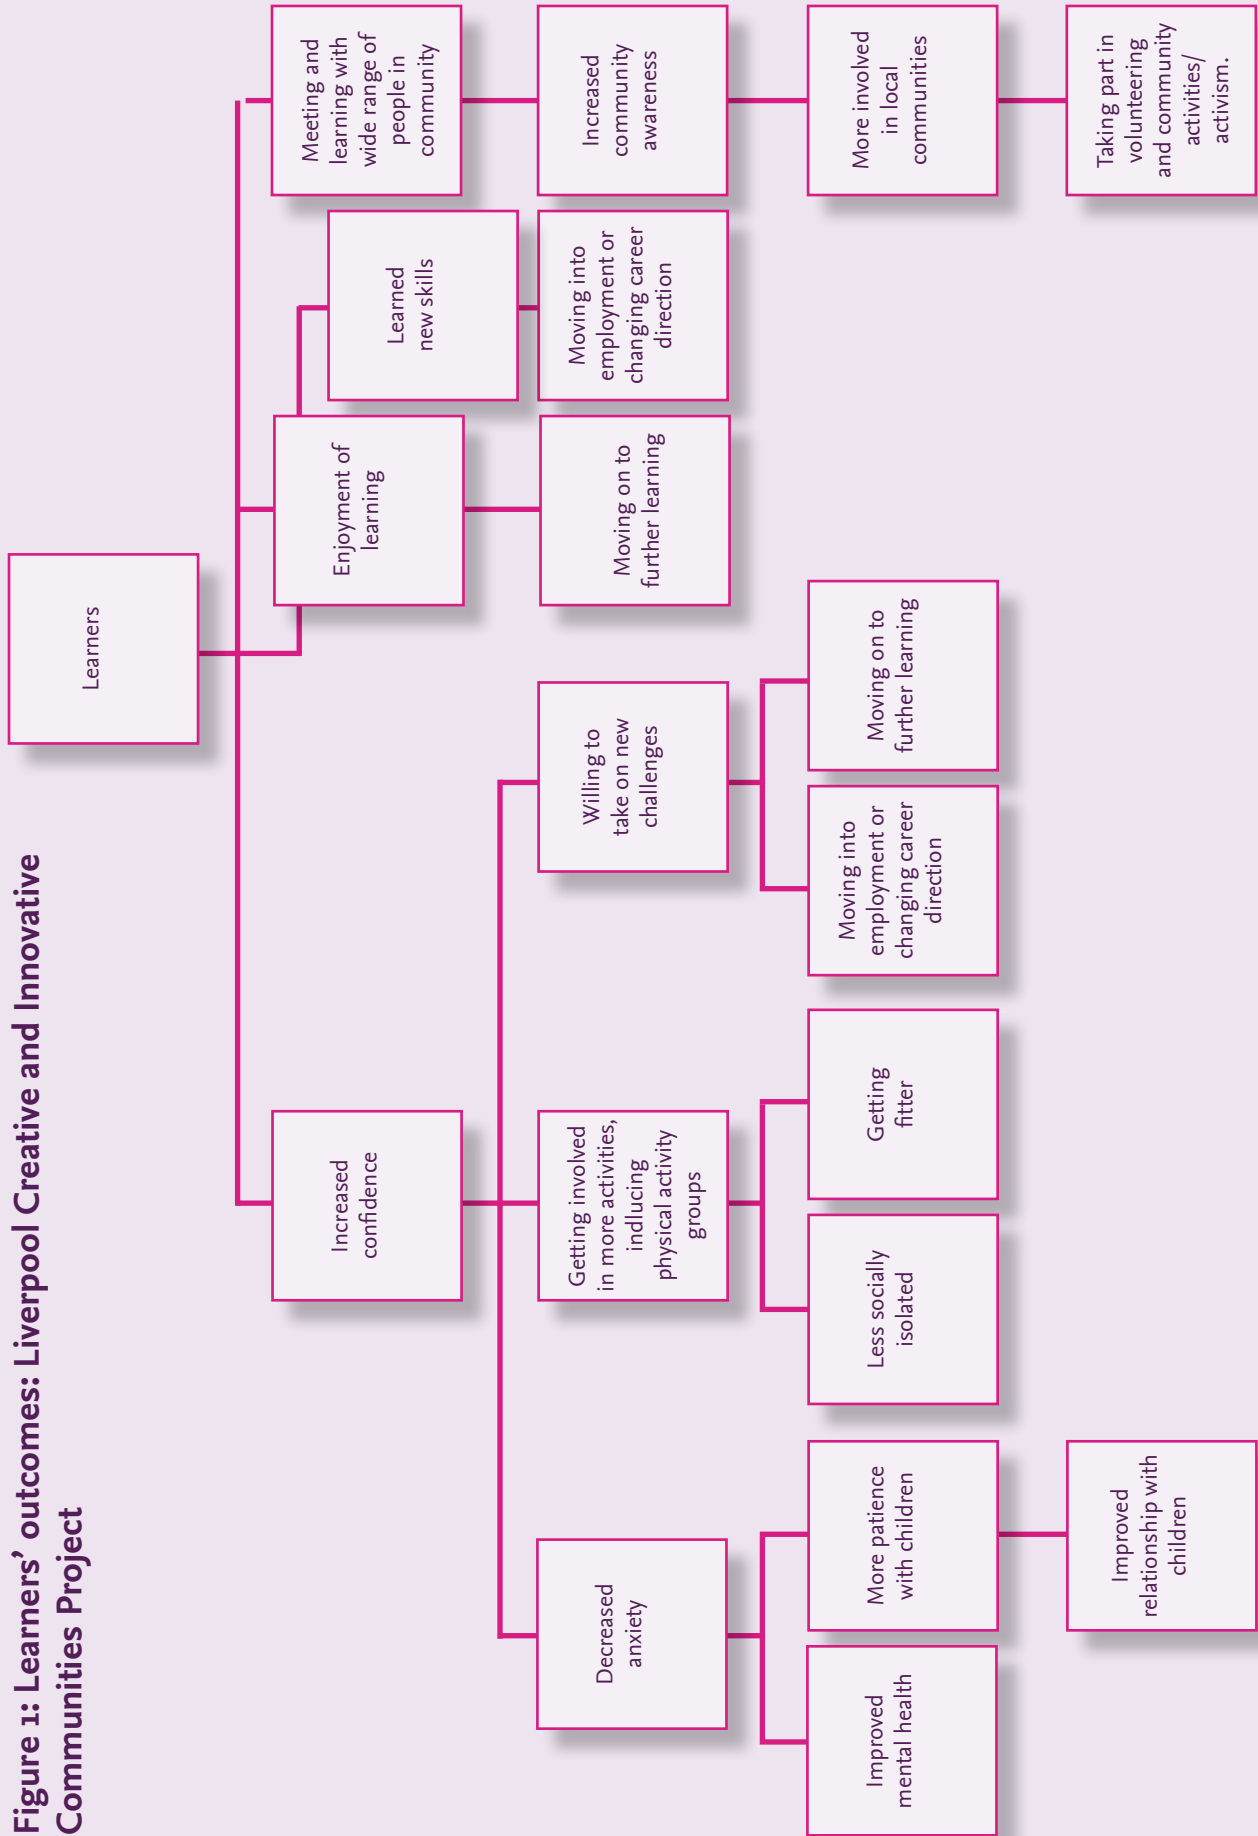 Figure 1: Learners’ outcomes: Liverpool Creative and Innovative
Communities Project
Learners
Increased
confidence
Enjoyment of
learning
Learned
new skills
Meeting and
learning with
wide range of
people in
community
Decreased
anxiety
Getting involved
in more activities,
indlucing
physical activity
groups
Willing to
take on new
challenges
Moving on to
further learning
Moving into
employment or
changing career
direction
Increased
community
awareness
Improved
mental health
More patience
with children
Less socially
isolated
Getting
fitter
Moving into
employment or
changing career
direction
Moving on to
further learning
More involved
in local
communities
Improved
relationship with
children
Taking part in
volunteering
and community
activities/
activism.